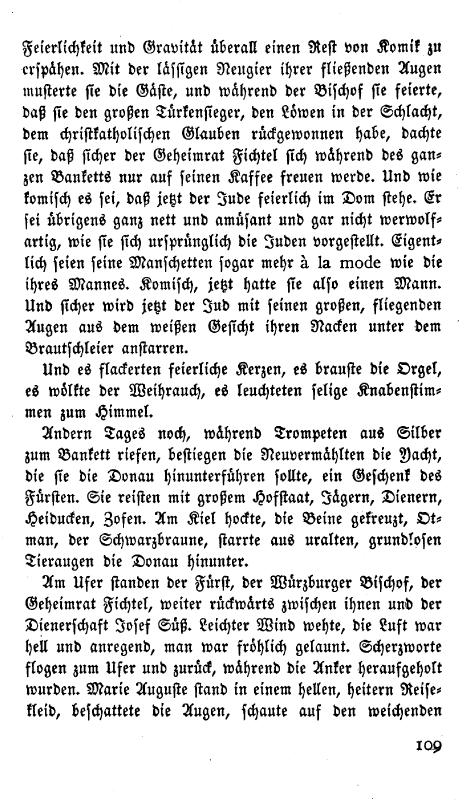 Feierlichkeit und Gravität überall einen Rest von Komik zu
erspähen. Mit der lässigen Neugier ihrer fließenden Augen
musterte sie die Gäste, und während der Bischof sie feierte,
daß sie den großen Türkensieger, den Löwen in der Schlacht,
dem christkatholischen Glauben rückgewonnen habe, dachte
sie, daß sicher der Geheimrat Fichtel sich während des gan-
zen Banketts nur auf seinen Kaffee freuen werde. Und wie
komisch es sei, daß jetzt der Jude feierlich im Dom stehe. Er
sei übrigens ganz nett und amüsant und gar nicht werwolf-
artig, wie sie sich ursprünglich die Juden vorgestellt. Eigent-
lich seien seine Manschetten sogar mehr à la mode wie die
ihres Mannes. Komisch, jetzt hatte sie also einen Mann.
Und sicher wird jetzt der Jud mit seinen großen, fliegenden
Augen aus dem weißen Gesicht ihren Nacken unter dem
Brautschleier anstarren.
Und es flackerten feierliche Kerzen, es brauste die Orgel,
es wölkte der Weihrauch, es leuchteten selige Knabenstim-
men zum Himmel.
Andern Tages noch, während Trompeten aus Silber
zum Bankett riefen, bestiegen die Neuvermählten die Yacht,
die sie die Donau hinunterführen sollte, ein Geschenk des
Fürsten. Sie reisten mit großem Hofstaat, Jägern, Dienern,
Heiducken, Zofen. Am Kiel hockte, die Beine gekreuzt, Ot-
man, der Schwarzbraune, starrte aus uralten, grundlosen
Tieraugen die Donau hinunter.
Am Ufer standen der Fürst, der Würzburger Bischof, der
Geheimrat Fichtel, weiter rückwärts zwischen ihnen und der
Dienerschaft Josef Süß. Leichter Wind wehte, die Luft war
hell und anregend, man war fröhlich gelaunt. Scherzworte
flogen zum Ufer und zurück, während die Anker heraufgeholt
wurden. Marie Auguste stand in einem hellen, heitern Reise-
kleid, beschattete die Augen, schaute auf den weichenden
109